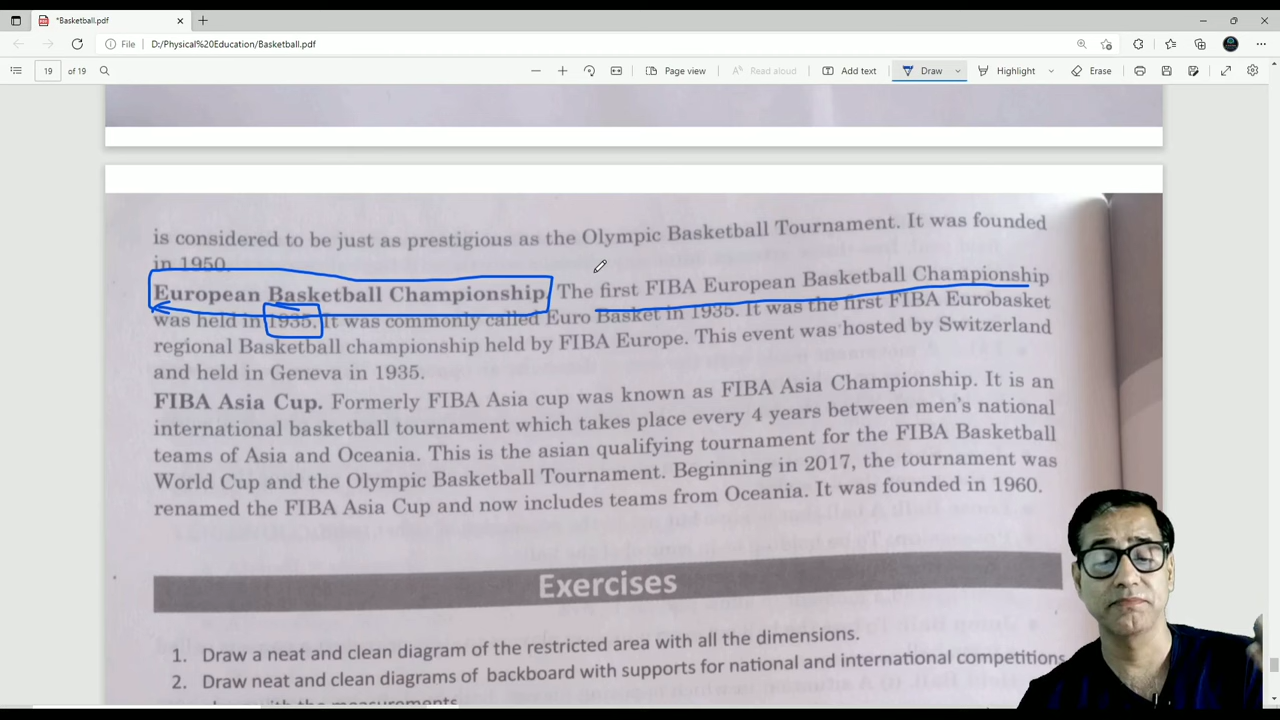 *Basketball.pdf
File D:/Physical%20Education/Basketball.pdf
19 of 19 Page view Read aloud Add text Draw Highlight Erase
is considered to be just as prestigious as the Olympic Basketball Tournament. It was founded
in 1950.
European Basketball Championship. The first FIBA European Basketball Championship
was held in 1935. It was commonly called Euro Basket in 1935. It was the first FIBA Eurobasket
regional Basketball championship held by FIBA Europe. This event was hosted by Switzerland
and held in Geneva in 1935.
FIBA Asia Cup. Formerly FIBA Asia cup was known as FIBA Asia Championship. It is an
international basketball tournament which takes place every 4 years between men's national
teams of Asia and Oceania. This is the asian qualifying tournament for the FIBA Basketball
World Cup and the Olympic Basketball Tournament. Beginning in 2017, the tournament was
renamed the FIBA Asia Cup and now includes teams from Oceania. It was founded in 1960.
Exercises
1. Draw a neat and clean diagram of the restricted area with all the dimensions.
2. Draw neat and clean diagrams of backboard with supports for national and international competitions